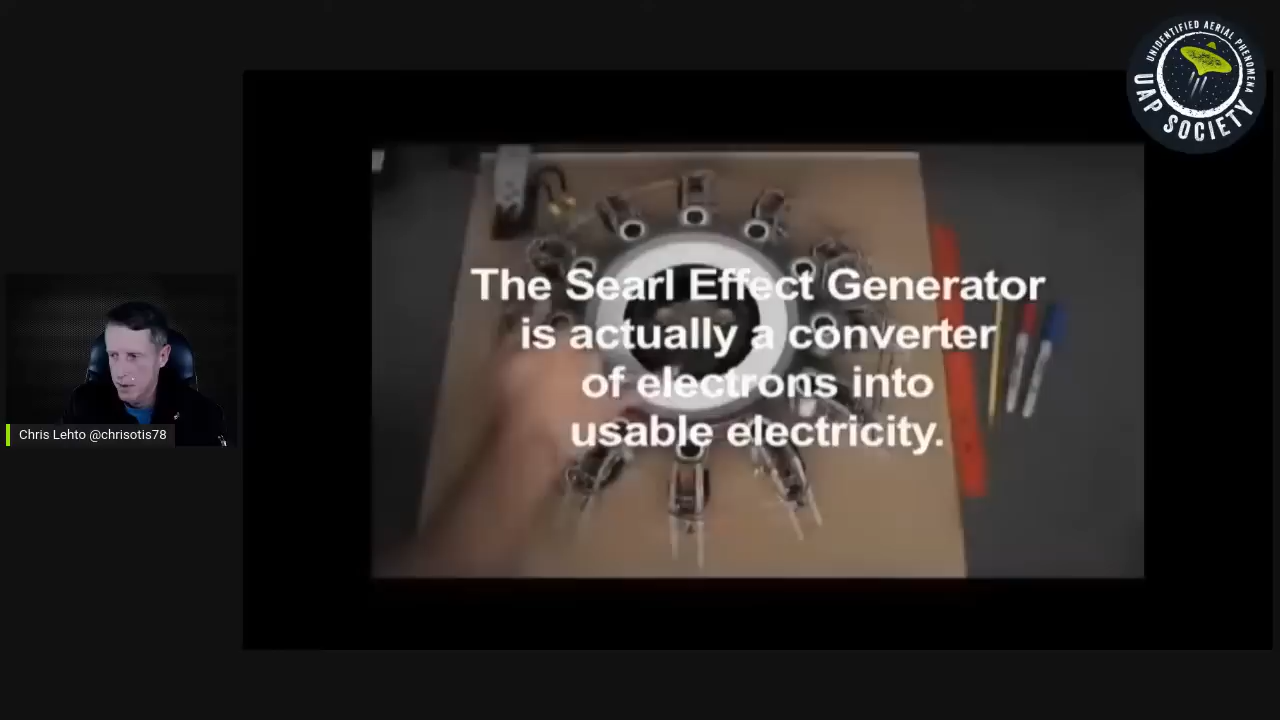 UNIDENTIFIED AERIAL PHENOMENA
UAP SOCIETY
The Searl Effect Generator
is actually a converter
of electrons into
usable electricity.
Chris Lehto @chrisotis78